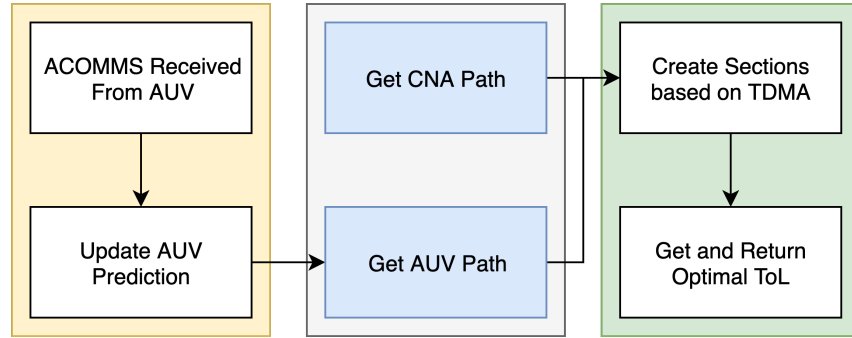 ACOMMS Received
From AUV
Update AUV
Prediction
Get CNA Path
Get AUV Path
Create Sections
based on TDMA
Get and Return
Optimal ToL